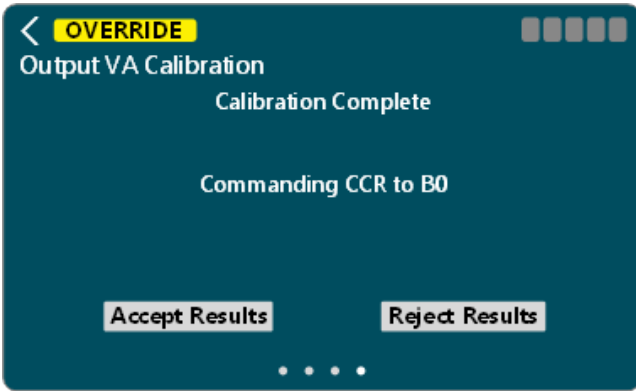 OVERRIDE
Output VA Calibration
Calibration Complete
Commanding CCR to B0
Accept Results Reject Results